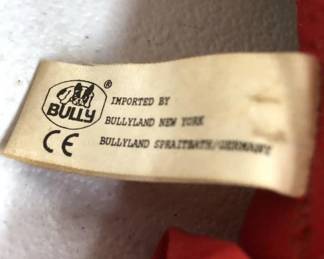 BULLY ®
IMPORTED BY
BULLYLAND NEW YORK
CE
BULLYLAND SPRAITBATH/GERMANY